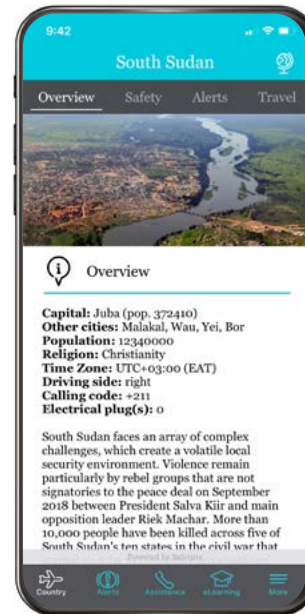 9:42
South Sudan
Overview Safety Alerts Travel
Overview
Capital: Juba (pop. 372410)
Other cities: Malakal, Wau, Yei, Bor
Population: 12340000
Religion: Christianity
Time Zone: UTC+03:00 (EAT)
Driving side: right
Calling code: +211
Electrical plug(s): 0
South Sudan faces an array of complex
challenges, which create a volatile local
security environment. Violence remain
particularly by rebel groups that are not
signatories to the peace deal on September
2018 between President Salva Kiir and main
opposition leader Riek Machar. More than
10,000 people have been killed across five of
South Sudan's ten states in the civil war that
Powered by
Country Alerts Assistance eLearning More